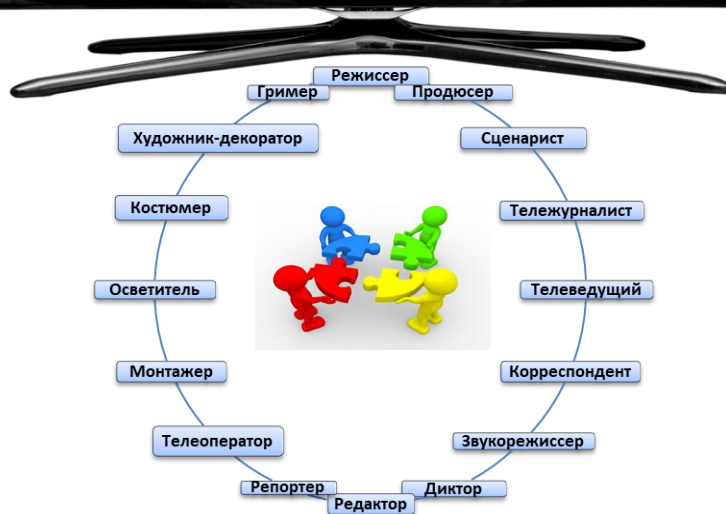 Режиссер
Гример
Продюсер
Художник-декоратор
Сценарист
Костюмер
Тележурналист
Осветитель
Телеведущий
Монтажер
Корреспондент
Телеоператор
Звукорежиссер
Репортер
Диктор
Редактор